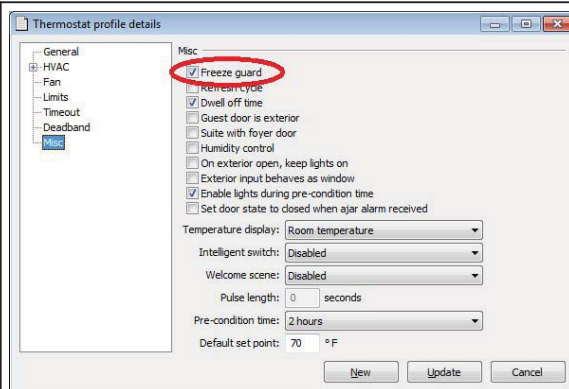 Thermostat profile details
General
HVAC
Fan
Limits
Timeout
Deadband
Misc
Misc
Freeze guard
Refresh cycle
Dwell off time
Guest door is exterior
Suite with foyer door
Humidity control
On exterior open, keep lights on
Exterior input behaves as window
Enable lights during pre-condition time
Set door state to closed when ajar alarm received
Temperature display: Room temperature
Intelligent switch: Disabled
Welcome scene: Disabled
Pulse length: 0 seconds
Pre-condition time: 2 hours
Default set point: 70 ° F
New Update Cancel